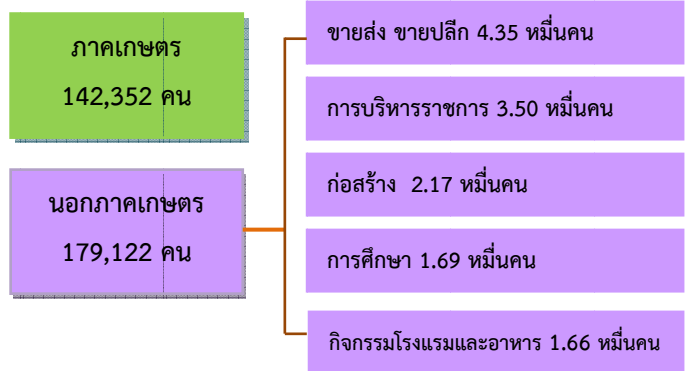 ภาคเกษตร
142,352 คน
นอกภาคเกษตร
179,122 คน
ขายส่ง ขายปลีก 4.35 หมื่นคน
การบริหารราชการ 3.50 หมื่นคน
ก่อสร้าง 2.17 หมื่นคน
การศึกษา 1.69 หมื่นคน
กิจกรรมโรงแรมและอาหาร 1.66 หมื่นคน